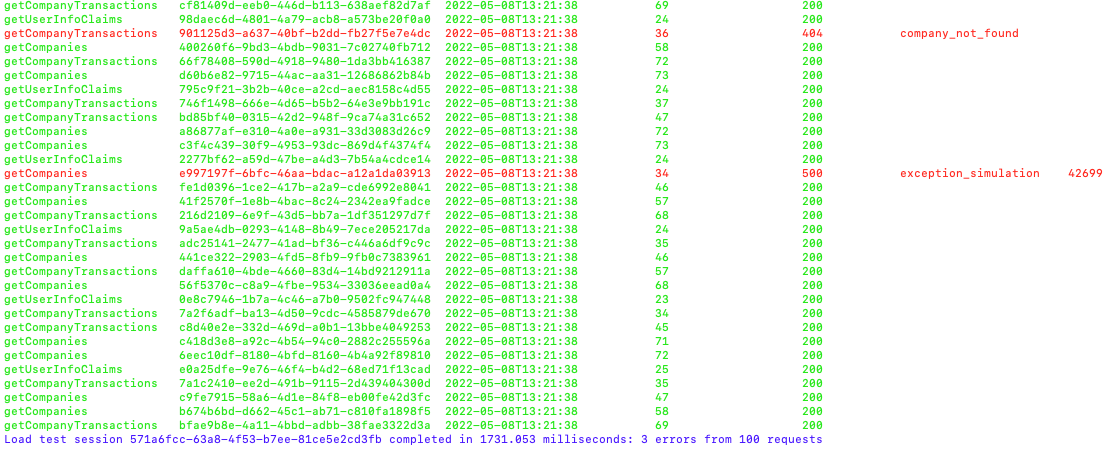 getCompanyTransactions cf81409d-eeb0-446d-b113-638aef82d7af 2022-05-08T13:21:38 69 200
getUserInfoClaims 98daec6d-4801-4a79-acb8-a573be20f0a0 2022-05-08T13:21:38 24 200
getCompanyTransactions 901125d3-a637-40bf-b2dd-fb27f5e7e4dc 2022-05-08T13:21:38 36 404 company_not_found
getCompanies 400260f6-9bd3-4bdb-9031-7c02740fb712 2022-05-08T13:21:38 58 200
getCompanyTransactions 66f78408-590d-4918-9480-1da3bb416387 2022-05-08T13:21:38 72 200
getCompanies d60b6e82-9715-44ac-aa31-12686862b84b 2022-05-08T13:21:38 73 200
getUserInfoClaims 795c9f21-3b2b-40ce-a2cd-aec8158c4d55 2022-05-08T13:21:38 24 200
getCompanyTransactions 746f1498-666e-4d65-b5b2-64e3e9bb191c 2022-05-08T13:21:38 37 200
getCompanyTransactions bd85bf40-0315-42d2-948f-9ca74a31c652 2022-05-08T13:21:38 47 200
getCompanies a86877af-e310-4a0e-a931-33d3083d26c9 2022-05-08T13:21:38 72 200
getCompanies c3f4c439-30f9-4953-93dc-869d4f4374f4 2022-05-08T13:21:38 73 200
getUserInfoClaims 2277bf62-a59d-47be-a4d3-7b54a4cdce14 2022-05-08T13:21:38 24 200
getCompanies e997197f-6bfc-46aa-bdac-a12a1da03913 2022-05-08T13:21:38 34 500 exception_simulation 42699
getCompanyTransactions fe1d0396-1ce2-417b-a2a9-cde6992e8041 2022-05-08T13:21:38 46 200
getCompanies 41f2570f-1e8b-4bac-8c24-2342ea9fadce 2022-05-08T13:21:38 57 200
getCompanyTransactions 216d2109-6e9f-43d5-bb7a-1df351297d7f 2022-05-08T13:21:38 68 200
getUserInfoClaims 9a5ae4db-0293-4148-8b49-7ece205217da 2022-05-08T13:21:38 24 200
getCompanyTransactions adc25141-2477-41ad-bf36-c446a6df9c9c 2022-05-08T13:21:38 35 200
getCompanies 441ce322-2903-4fd5-8fb9-9fb0c7383961 2022-05-08T13:21:38 46 200
getCompanyTransactions daffa610-4bde-4660-83d4-14bd9212911a 2022-05-08T13:21:38 57 200
getCompanies 56f5370c-c8a9-4fbe-9534-33036eead0a4 2022-05-08T13:21:38 68 200
getUserInfoClaims 0e8c7946-1b7a-4c46-a7b0-9502fc947448 2022-05-08T13:21:38 23 200
getCompanyTransactions 7a2f6adf-ba13-4d50-9cdc-4585879de670 2022-05-08T13:21:38 34 200
getCompanyTransactions c8d40e2e-332d-469d-a0b1-13bbe4049253 2022-05-08T13:21:38 45 200
getCompanies c418d3e8-a92c-4b54-94c0-2882c255596a 2022-05-08T13:21:38 71 200
getCompanies 6eec10df-8180-4bfd-8160-4b4a92f89810 2022-05-08T13:21:38 72 200
getUserInfoClaims e0a25dfe-9e76-46f4-b4d2-68ed71f13cad 2022-05-08T13:21:38 25 200
getCompanyTransactions 7a1c2410-ee2d-491b-9115-2d439404300d 2022-05-08T13:21:38 35 200
getCompanies c9fe7915-58a6-4d1e-84f8-eb00fe42d3fc 2022-05-08T13:21:38 47 200
getCompanies b674b6bd-d662-45c1-ab71-c810fa1898f5 2022-05-08T13:21:38 58 200
getCompanyTransactions bfae9b8e-4a11-4bbd-adbb-38fae3322d3a 2022-05-08T13:21:38 69 200
Load test session 571a6fcc-63a8-4f53-b7ee-81ce5e2cd3fb completed in 1731.053 milliseconds: 3 errors from 100 requests